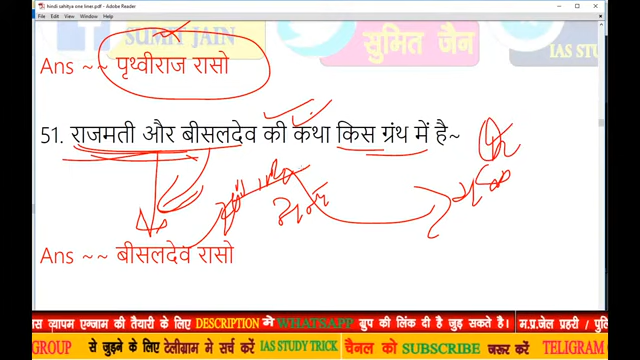 hindi sahitya one liner.pdf - Adobe Reader
File Edit View Window Help
SUMIT JAIN
सुमित जैन
IAS STUDY
Ans ~~ पृथ्वीराज रासो
51. राजमती और बीसलदेव की कथा किस ग्रंथ में है~
Ans ~~ बीसलदेव रासो
व्यापम एग्जाम की तैयारी के लिए DESCRIPTION मे WHATSAPP ग्रुप की लिंक दी है जुड़ सकते है। म.प्र.जेल प्रहरी / पुलि
GROUP से जुड़ने के लिए टेलीग्राम में सर्च करें IAS STUDY TRICK चैनल को SUBSCRIBE जरूर करें TELIGRAM